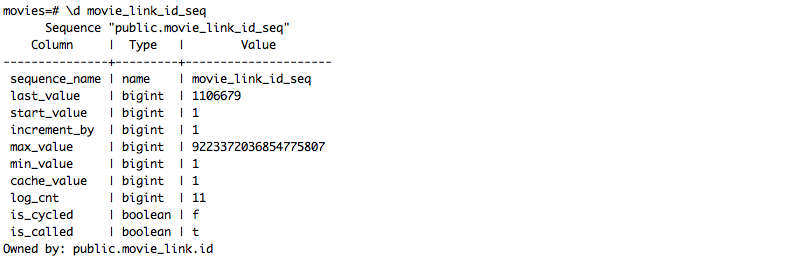 movies=# \d movie_link_id_seq
      Sequence "public.movie_link_id_seq"
    Column     |  Type   |        Value
---------------+---------+---------------------
 sequence_name | name    | movie_link_id_seq
 last_value    | bigint  | 1106679
 start_value   | bigint  | 1
 increment_by  | bigint  | 1
 max_value     | bigint  | 9223372036854775807
 min_value     | bigint  | 1
 cache_value   | bigint  | 1
 log_cnt       | bigint  | 11
 is_cycled     | boolean | f
 is_called     | boolean | t
Owned by: public.movie_link.id